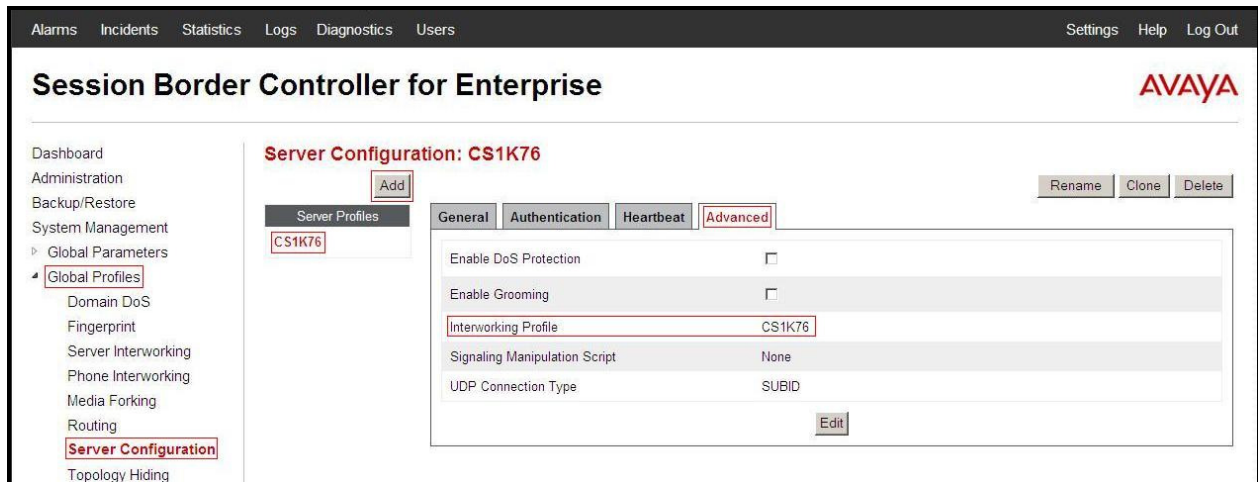 Alarms Incidents Statistics Logs Diagnostics Users Settings Help Log Out
Session Border Controller for Enterprise
AVAYA
Dashboard
Administration
Backup/Restore
System Management
Global Parameters
Global Profiles
Domain DoS
Fingerprint
Server Interworking
Phone Interworking
Media Forking
Routing
Server Configuration
Topology Hiding
Server Configuration: CS1K76
Add
Rename Clone Delete
Server Profiles
CS1K76
General Authentication Heartbeat Advanced
Enable DoS Protection
Enable Grooming
Interworking Profile CS1K76
Signaling Manipulation Script None
UDP Connection Type SUBID
Edit